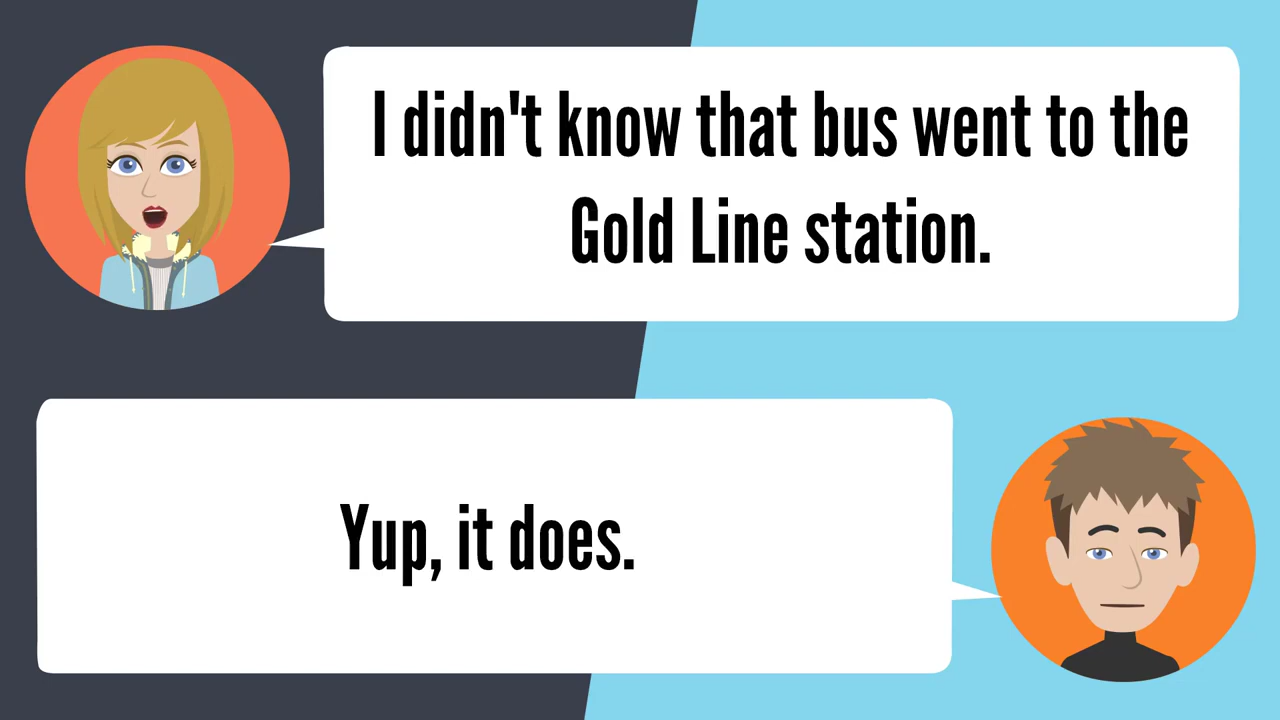 I didn't know that bus went to the
Gold Line station.
Yup, it does.